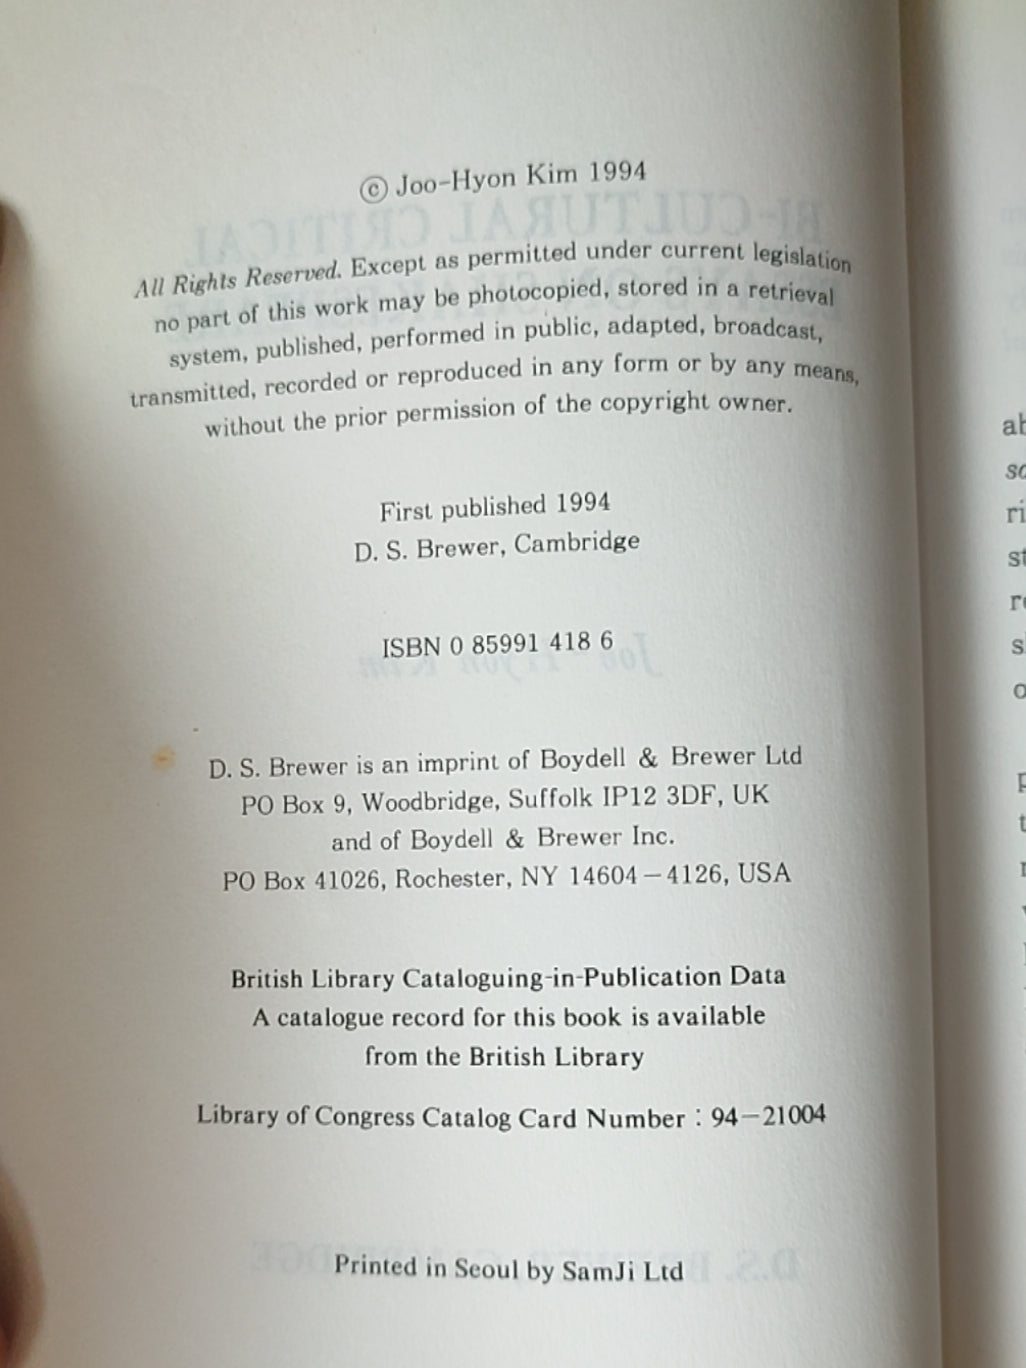 © Joo-Hyon Kim 1994
All Rights Reserved. Except as permitted under current legislation
no part of this work may be photocopied, stored in a retrieval
system, published, performed in public, adapted, broadcast,
transmitted, recorded or reproduced in any form or by any means,
without the prior permission of the copyright owner.
First published 1994
D. S. Brewer, Cambridge
ISBN 0 85991 418 6
D. S. Brewer is an imprint of Boydell & Brewer Ltd
PO Box 9, Woodbridge, Suffolk IP12 3DF, UK
and of Boydell & Brewer Inc.
PO Box 41026, Rochester, NY 14604－4126, USA
British Library Cataloguing-in-Publication Data
A catalogue record for this book is available
from the British Library
Library of Congress Catalog Card Number : 94－21004
Printed in Seoul by SamJi Ltd